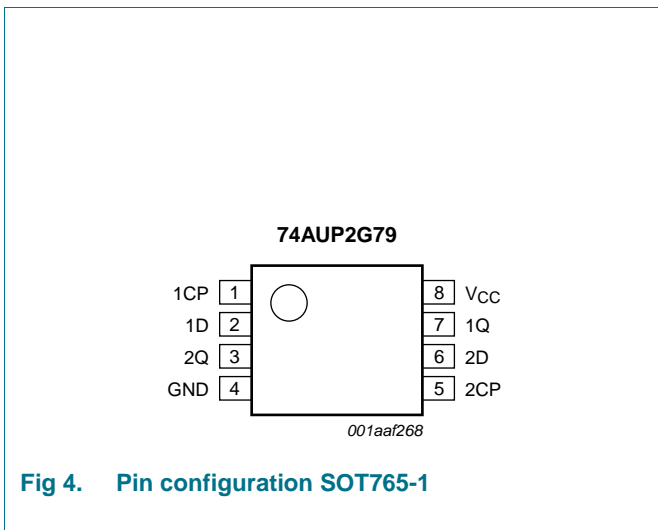 74AUP2G79
1CP 1 8 VCC
1D 2 7 1Q
2Q 3 6 2D
GND 4 5 2CP
001aaf268
Fig 4. Pin configuration SOT765-1